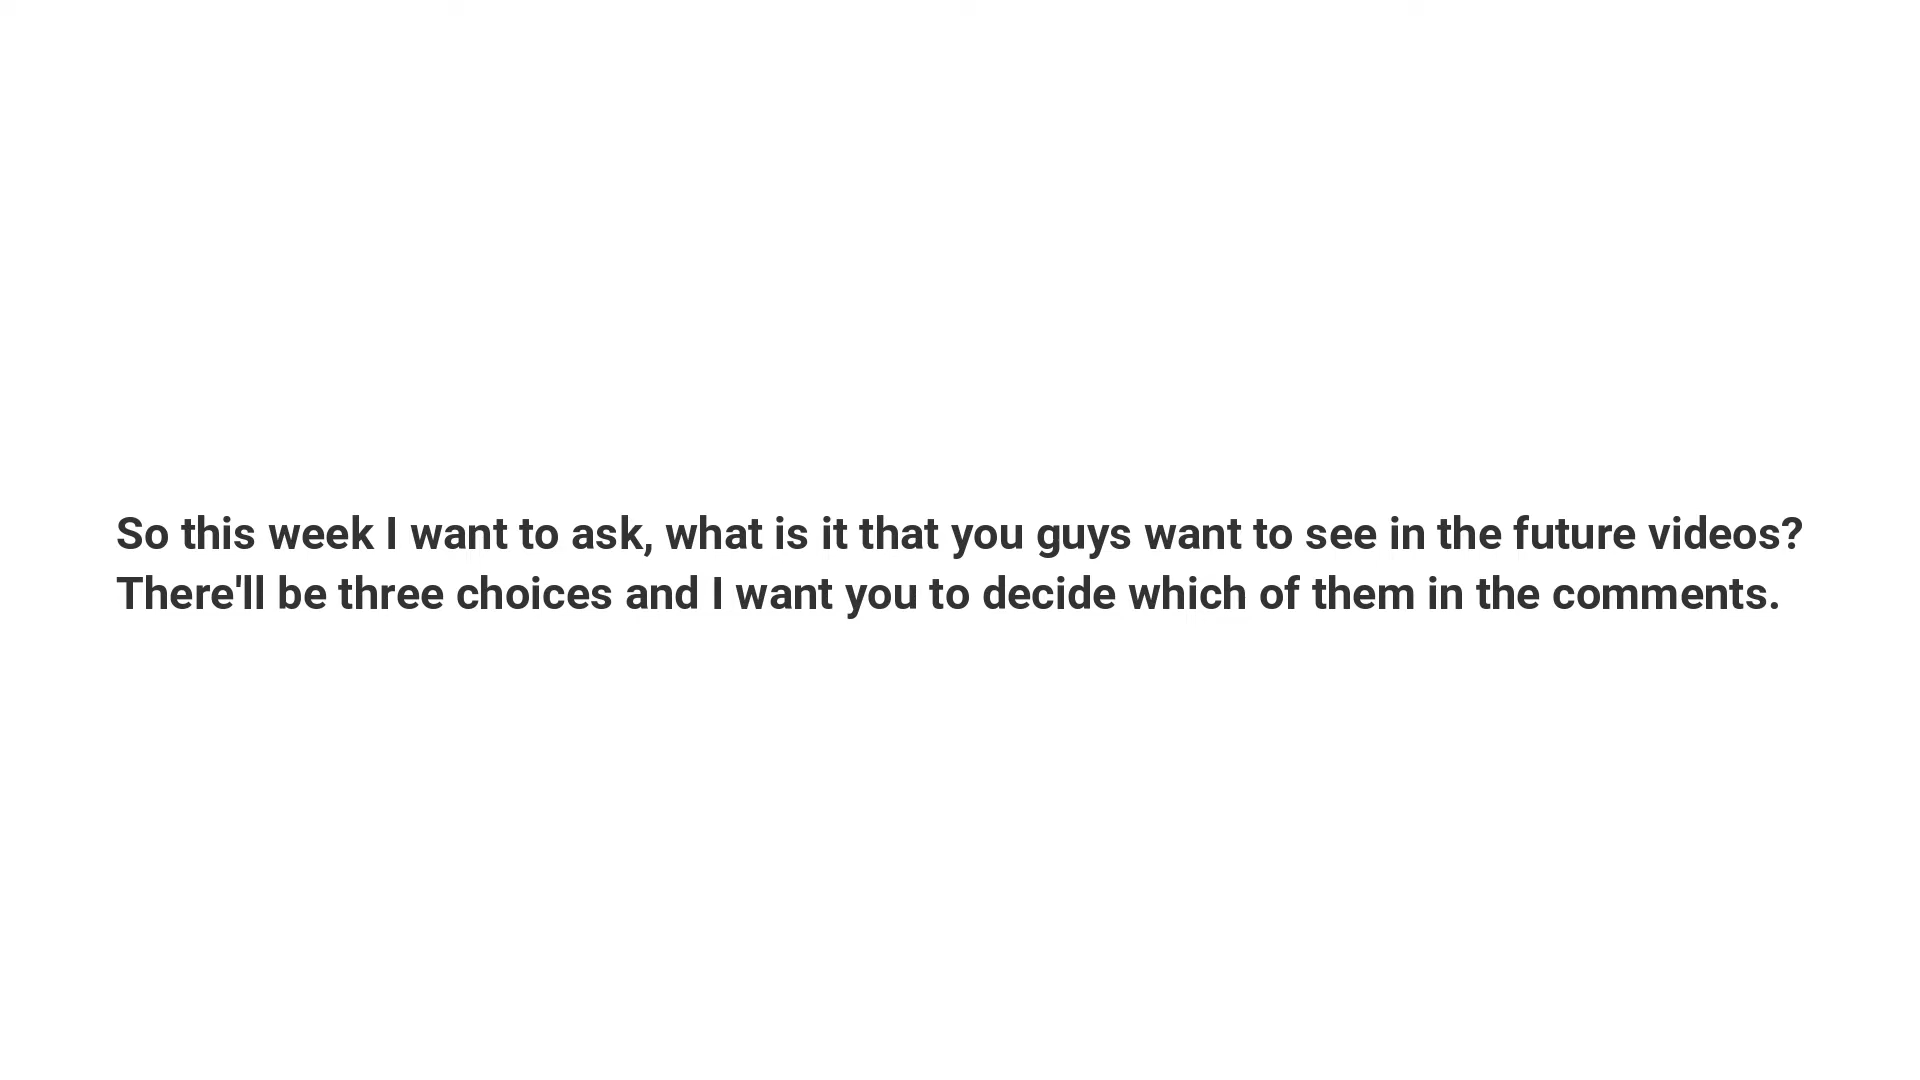 So this week I want to ask, what is it that you guys want to see in the future videos?
There'll be three choices and I want you to decide which of them in the comments.